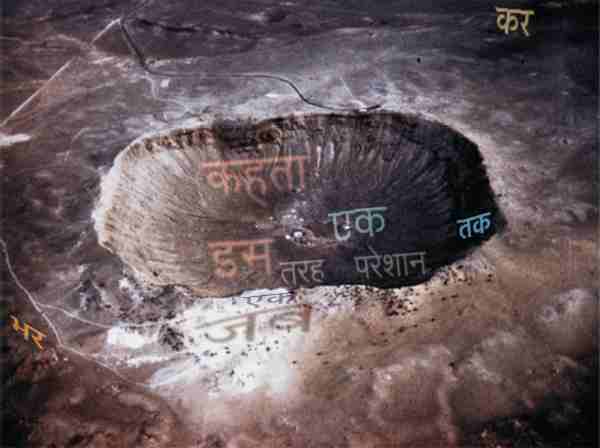 कर
कहता
एक
तक
इस
तरह
परेशान
एक
जब
भर